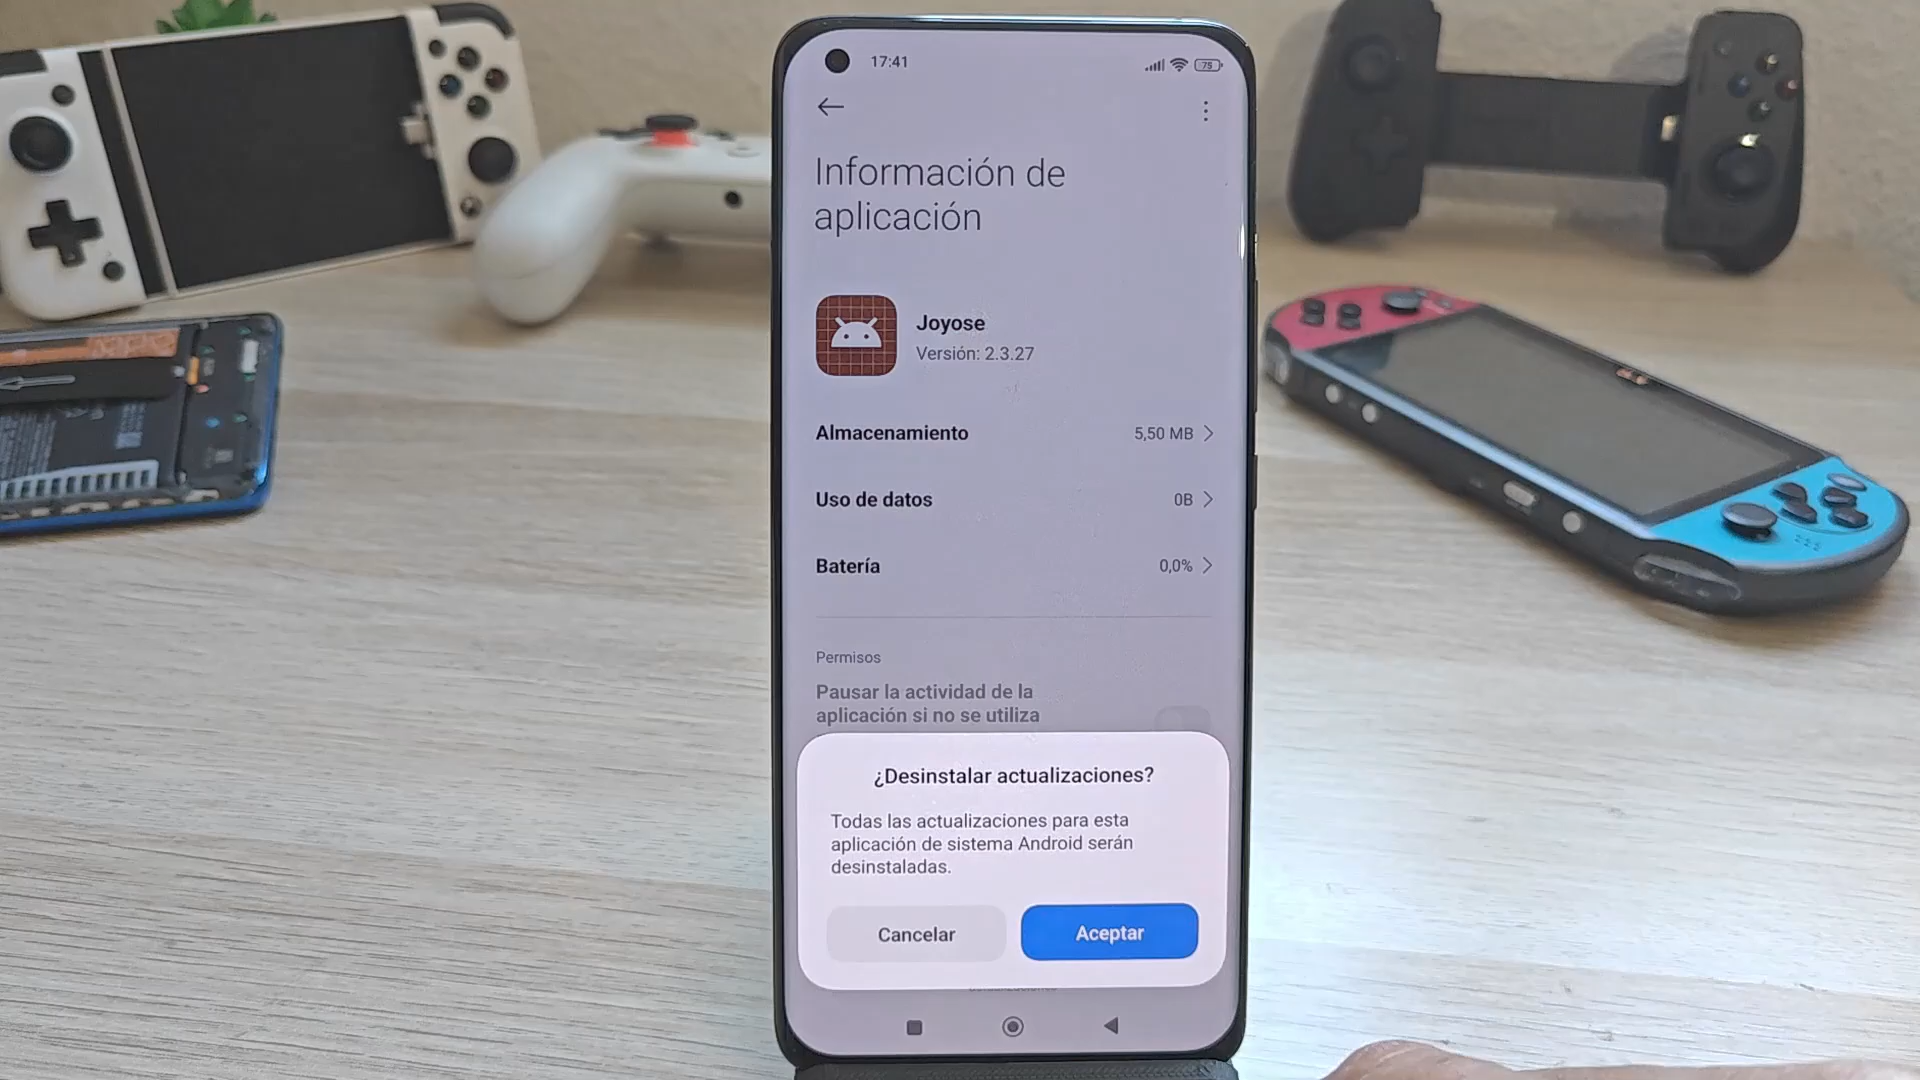 17:41
75
Información de
aplicación
Joyose
Versión: 2.3.27
Almacenamiento
5,50 MB
Uso de datos
0B
Batería
0,0%
Permisos
Pausar la actividad de la
aplicación si no se utiliza
¿Desinstalar actualizaciones?
Todas las actualizaciones para esta
aplicación de sistema Android serán
desinstaladas.
Cancelar
Aceptar